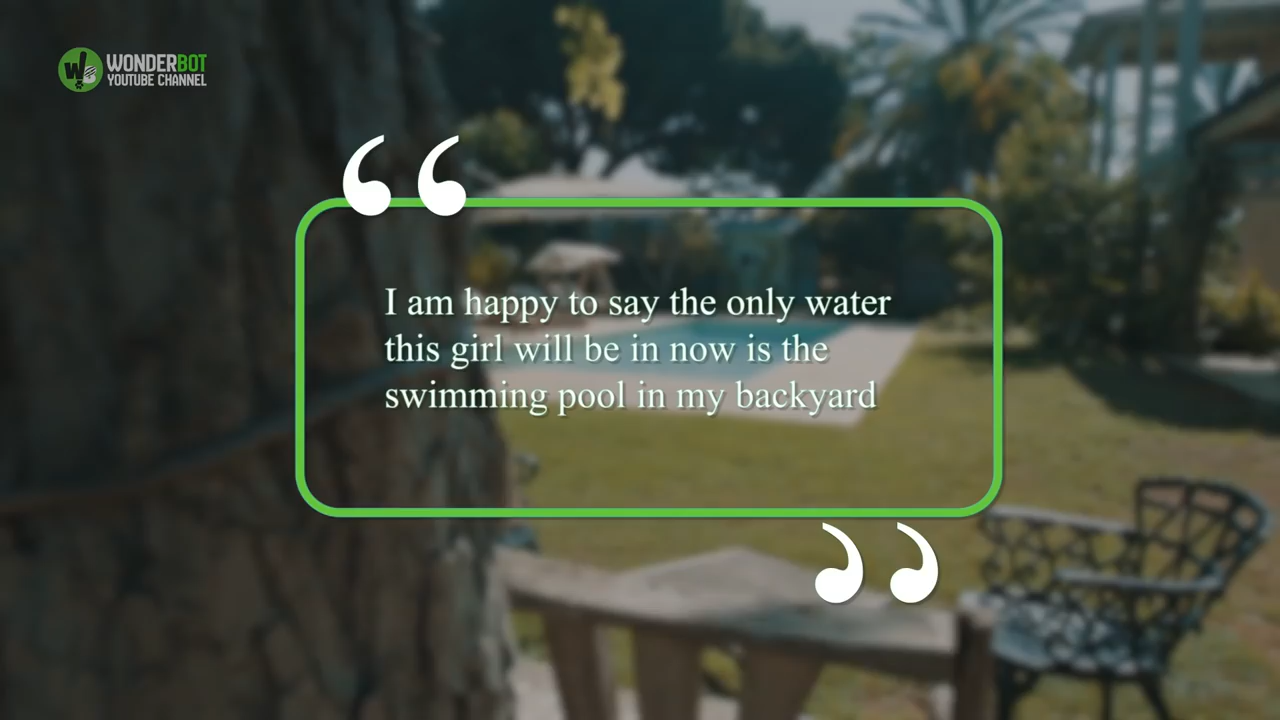 WONDERBOT
YOUTUBE CHANNEL
“
I am happy to say the only water
this girl will be in now is the
swimming pool in my backyard
”